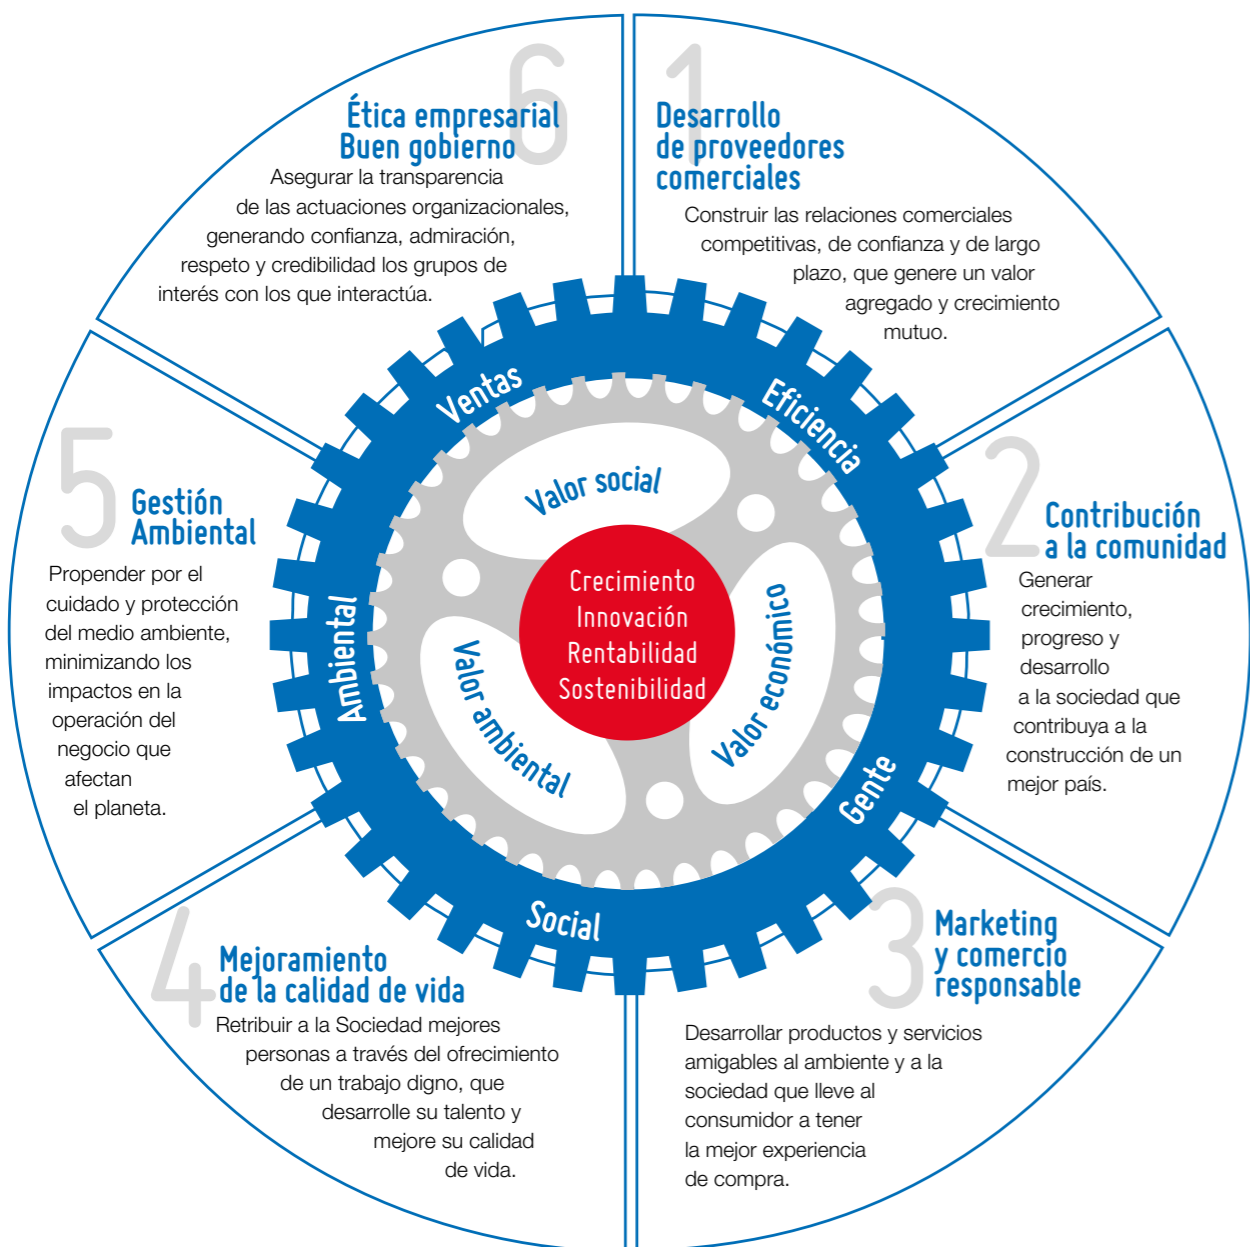 1
Desarrollo
de proveedores
comerciales
Construir las relaciones comerciales
competitivas, de confianza y de largo
plazo, que genere un valor
agregado y crecimiento
mutuo.
2
Contribución
a la comunidad
Generar
crecimiento,
progreso y
desarrollo
a la sociedad que
contribuya a la
construcción de un
mejor país.
3
Marketing
y comercio
responsable
Desarrollar productos y servicios
amigables al ambiente y a la
sociedad que lleve al
consumidor a tener
la mejor experiencia
de compra.
4
Mejoramiento
de la calidad de vida
Retribuir a la Sociedad mejores
personas a través del ofrecimiento
de un trabajo digno, que
desarrolle su talento y
mejore su calidad
de vida.
5
Gestión
Ambiental
Propender por el
cuidado y protección
del medio ambiente,
minimizando los
impactos en la
operación del
negocio que
afectan
el planeta.
6
Ética empresarial
Buen gobierno
Asegurar la transparencia
de las actuaciones organizacionales,
generando confianza, admiración,
respeto y credibilidad los grupos de
interés con los que interactúa.
Ventas
Eficiencia
Gente
Social
Ambiental
Valor social
Valor económico
Valor ambiental
Crecimiento
Innovación
Rentabilidad
Sostenibilidad